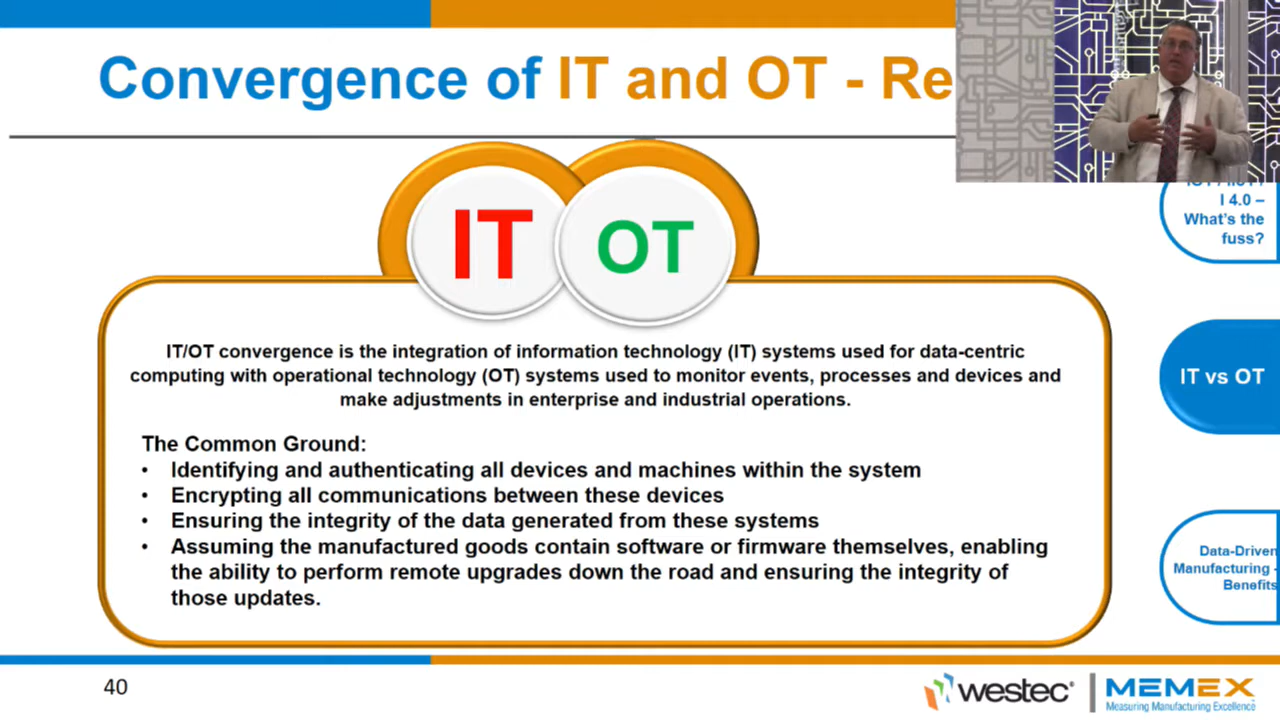 Convergence of IT and OT - Re
IT
OT
IT/OT convergence is the integration of information technology (IT) systems used for data-centric
computing with operational technology (OT) systems used to monitor events, processes and devices and
make adjustments in enterprise and industrial operations.
The Common Ground:
• Identifying and authenticating all devices and machines within the system
• Encrypting all communications between these devices
• Ensuring the integrity of the data generated from these systems
• Assuming the manufactured goods contain software or firmware themselves, enabling
the ability to perform remote upgrades down the road and ensuring the integrity of
those updates.
I 4.0 –
What's the
fuss?
IT vs OT
Data-Driven
Manufacturing -
Benefits
40
westec®
MEMEX
Measuring Manufacturing Excellence